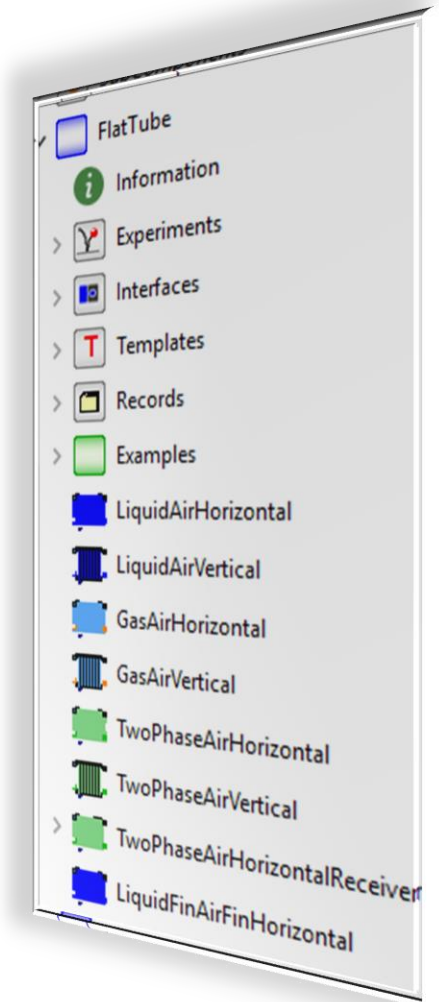 FlatTube
Information
Experiments
Interfaces
T Templates
Records
Examples
LiquidAirHorizontal
LiquidAirVertical
GasAirHorizontal
GasAirVertical
TwoPhaseAirHorizontal
TwoPhaseAirVertical
TwoPhaseAirHorizontalReceiver
LiquidFinAirFinHorizontal